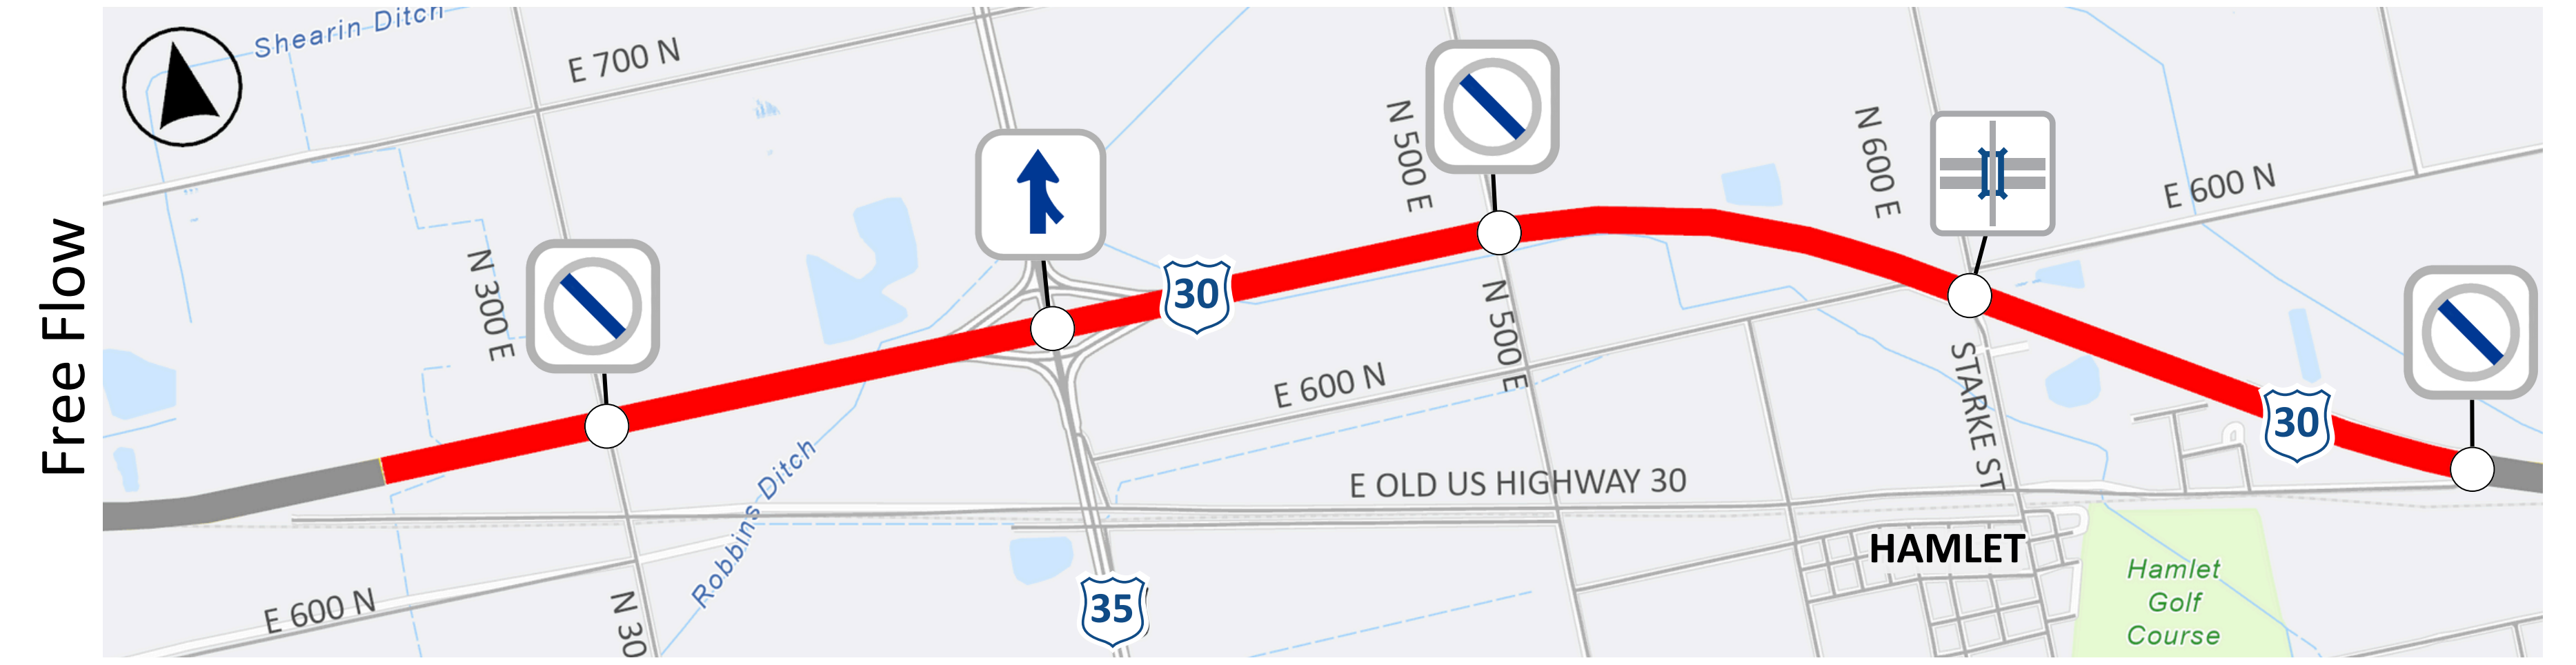 Free Flow
Shearin Ditch
E 700 N
N 300 E
30
N 500 E
N 600 E
E 600 N
N 500 E
E 600 N
STARKE ST
30
E OLD US HIGHWAY 30
Robbins Ditch
HAMLET
E 600 N
N 30
35
Hamlet
Golf
Course